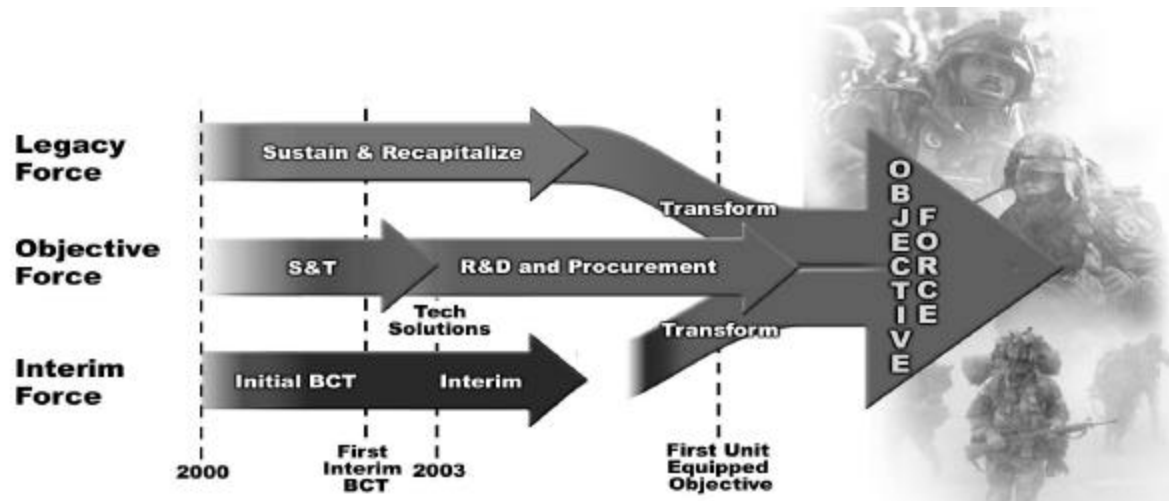 Legacy
Force
Sustain & Recapitalize
Transform
Objective
Force
S&T
R&D and Procurement
Tech
Solutions
OBJECTIVE
FORCE
Transform
Interim
Force
Initial BCT
Interim
2000
First
Interim
BCT
2003
First Unit
Equipped
Objective